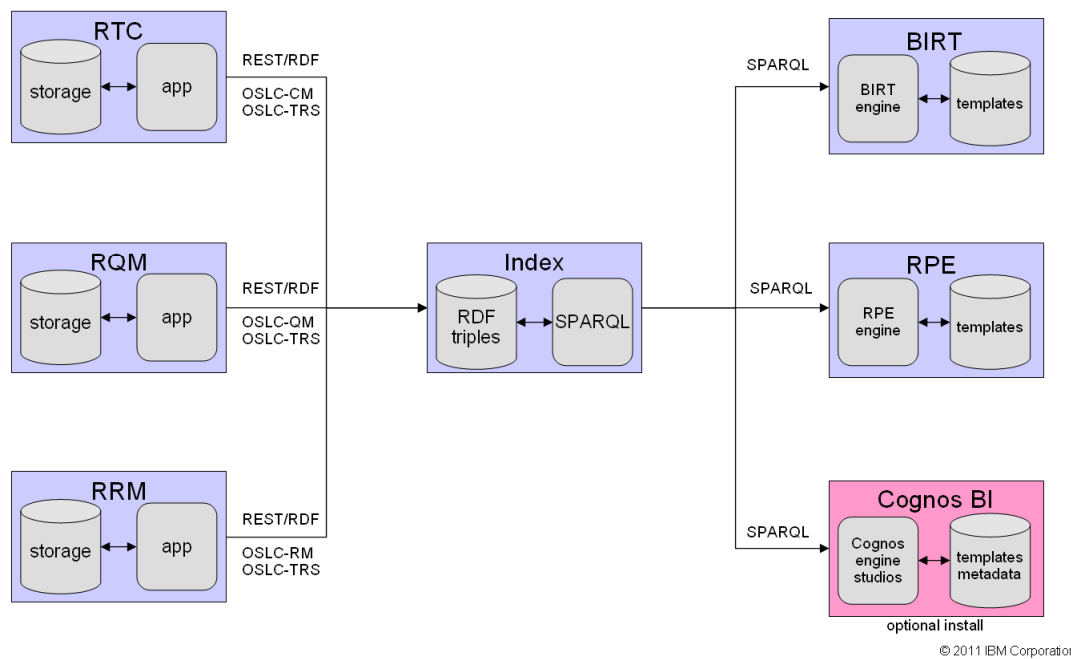 RTC
storage
app
REST/RDF
OSLC-CM
OSLC-TRS
RQM
storage
app
REST/RDF
OSLC-QM
OSLC-TRS
RRM
storage
app
REST/RDF
OSLC-RM
OSLC-TRS
Index
RDF
triples
SPARQL
SPARQL
BIRT
BIRT
engine
templates
SPARQL
RPE
RPE
engine
templates
SPARQL
Cognos BI
Cognos
engine
studios
templates
metadata
optional install
© 2011 IBM Corporation